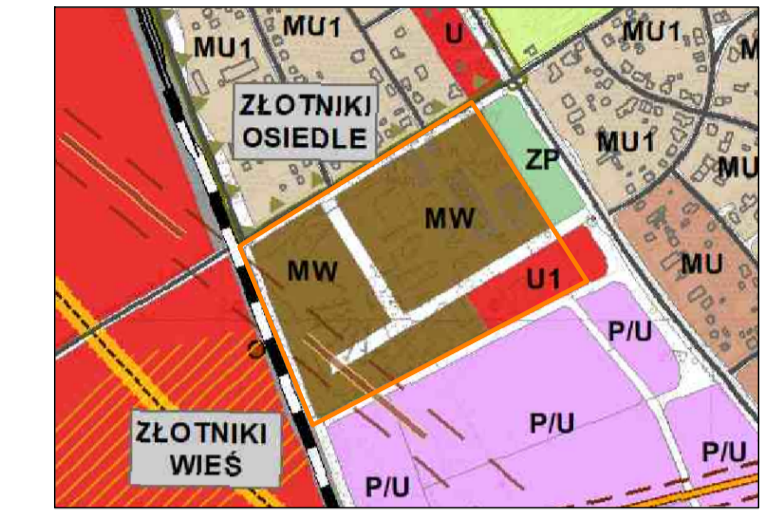 MU1
MU1
U
MU1
M
ZŁOTNIKI
OSIEDLE
ZP
MU1
MU
MW
MW
U1
MU
P/U
ZŁOTNIKI
WIEŚ
P/U
P/U
P/U